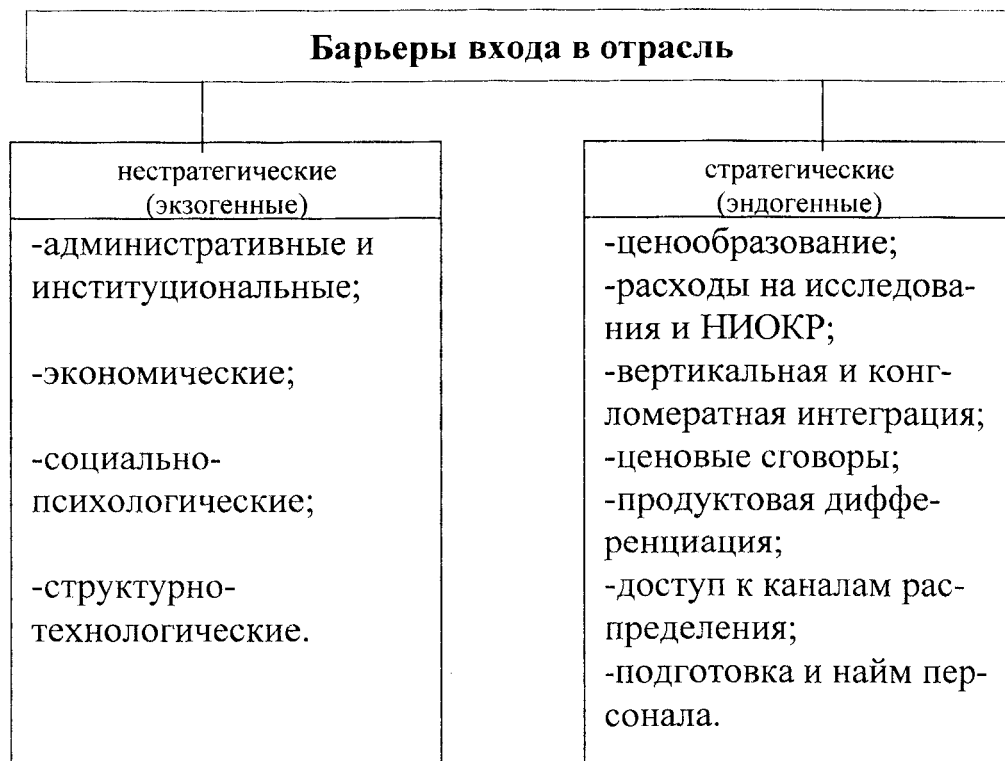 Барьеры входа в отрасль
нестратегические
(экзогенные)
-административные и
институциональные;
-экономические;
-социально-
психологические;
-структурно-
технологические.
стратегические
(эндогенные)
-ценообразование;
-расходы на исследова-
ния и НИОКР;
-вертикальная и конг-
ломератная интеграция;
-ценовые сговоры;
-продуктовая диффе-
ренциация;
-доступ к каналам рас-
пределения;
-подготовка и найм пер-
сонала.